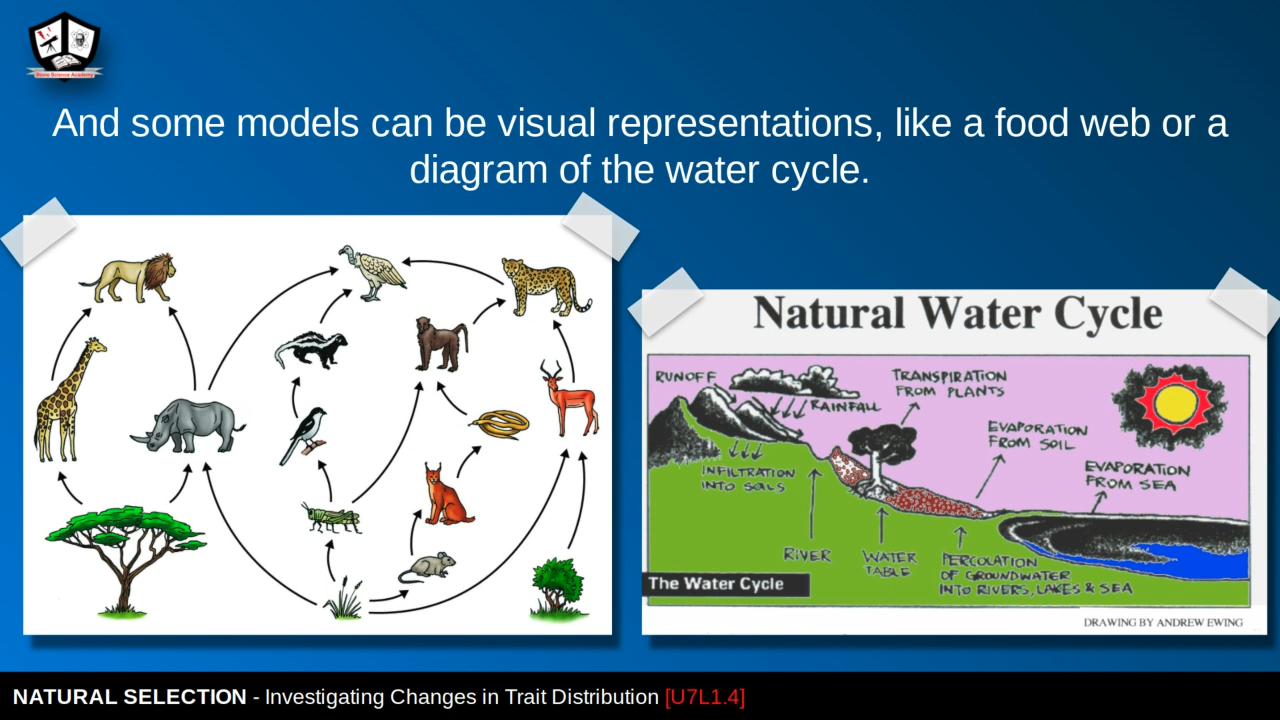 And some models can be visual representations, like a food web or a
diagram of the water cycle.
Natural Water Cycle
RUNOFF
RAINFALL
TRANSPIRATION
FROM PLANTS
EVAPORATION
FROM SOIL
EVAPORATION
FROM SEA
INFILTRATION
INTO SOILS
RIVER
WATER
TABLE
PERCOLATION
OF GROUNDWATER
INTO RIVERS, LAKES & SEA
The Water Cycle
DRAWING BY ANDREW EWING
NATURAL SELECTION - Investigating Changes in Trait Distribution [U7L1.4]